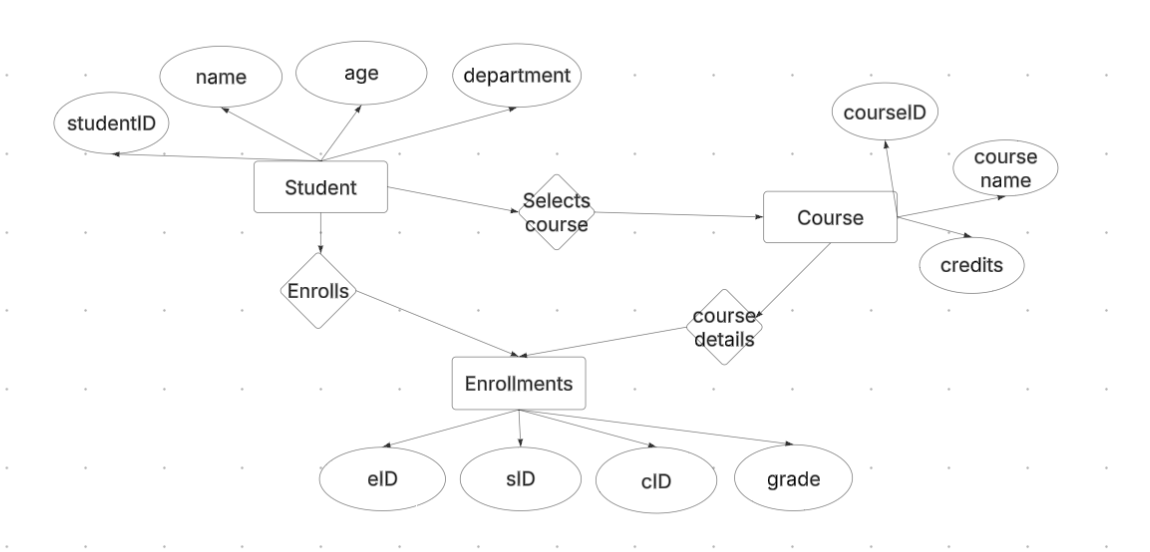 name
age
department
studentID
courseID
course
name
Student
Selects
course
Course
credits
Enrolls
course
details
Enrollments
eID
sID
cID
grade